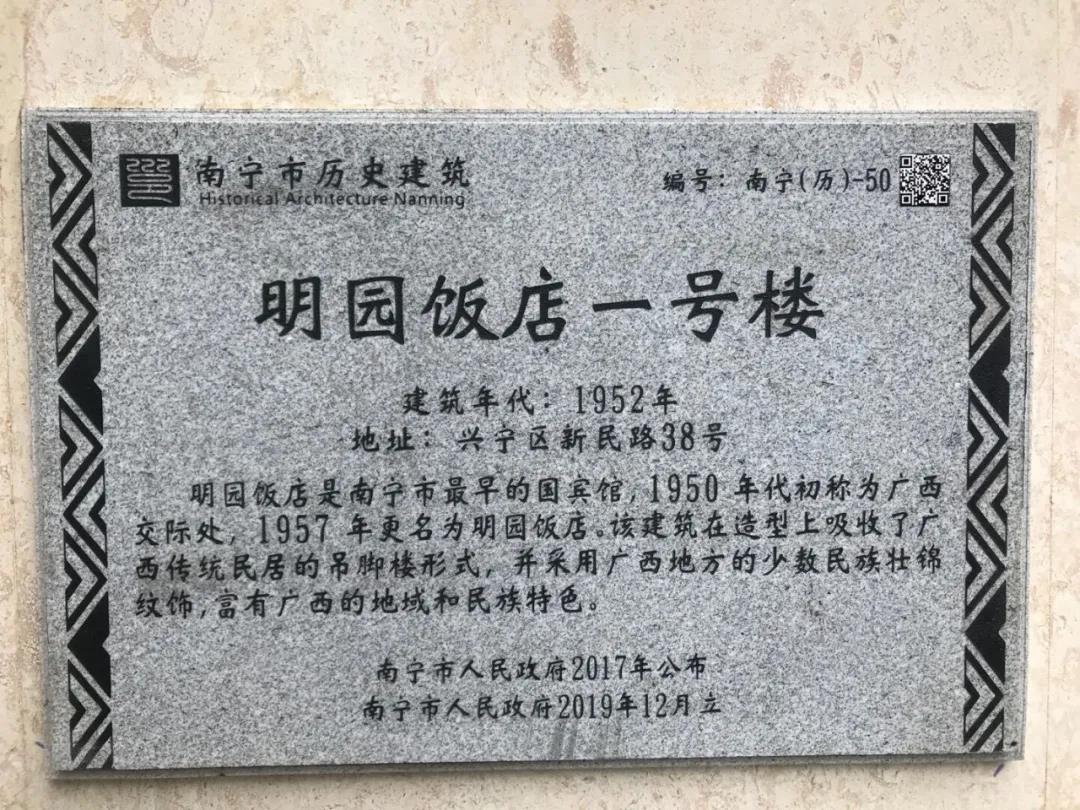 南宁市历史建筑
Historical Architecture Nanning
编号：南宁(历)-50
明园饭店一号楼
建筑年代：1952年
地址：兴宁区新民路38号
明园饭店是南宁市最早的国宾馆,1950 年代初称为广西
交际处，1957 年更名为明园饭店。该建筑在造型上吸收了广
西传统民居的吊脚楼形式，并采用广西地方的少数民族壮锦
纹饰,富有广西的地域和民族特色。
南宁市人民政府2017年公布
南宁市人民政府2019年12月立